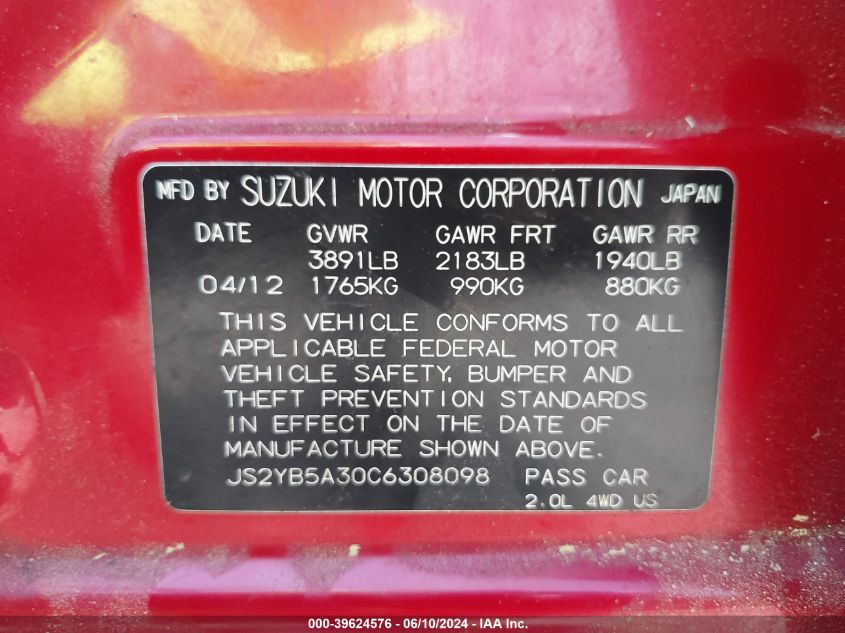 MFD BY SUZUKI MOTOR CORPORATION JAPAN
DATE GVWR GAWR FRT GAWR RR
3891LB 2183LB 1940LB
04/12 1765KG 990KG 880KG
THIS VEHICLE CONFORMS TO ALL
APPLICABLE FEDERAL MOTOR
VEHICLE SAFETY, BUMPER AND
THEFT PREVENTION STANDARDS
IN EFFECT ON THE DATE OF
MANUFACTURE SHOWN ABOVE.
JS2YB5A30C6308098 PASS CAR
2.0L 4WD US
000-39624576 - 06/10/2024 - IAA Inc.